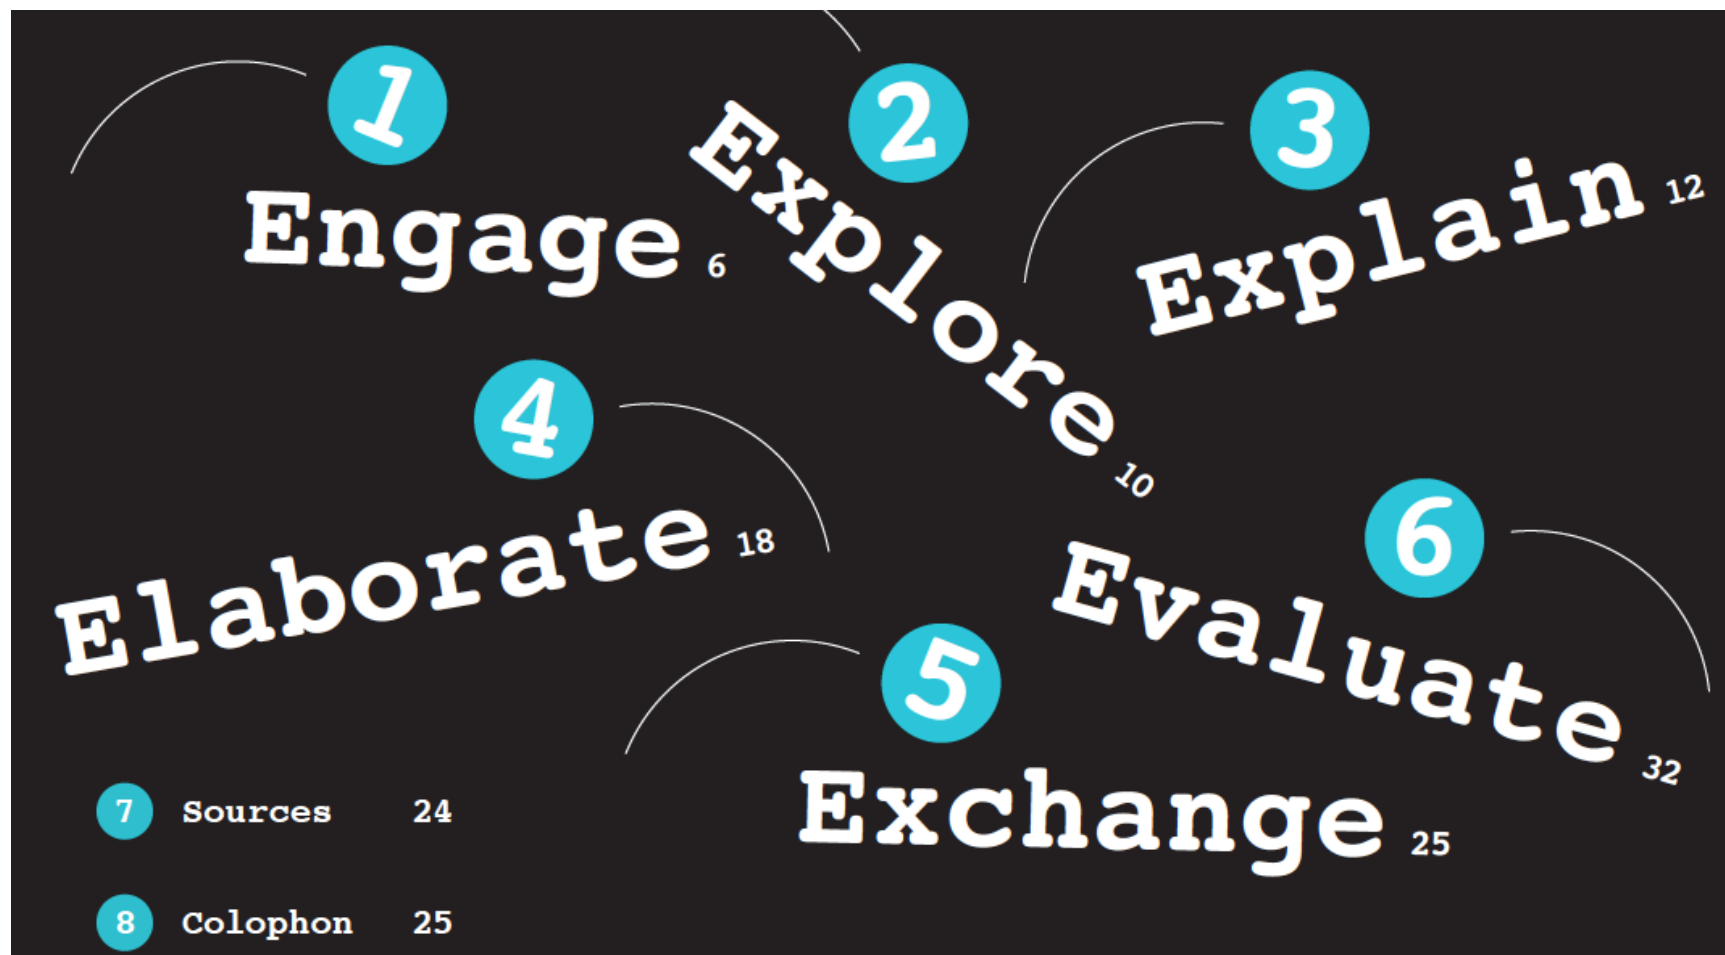 1
Engage 6
2
Explore 10
3
Explain 12
4
Elaborate 18
5
Exchange 25
6
Evaluate 32
7 Sources 24
8 Colophon 25